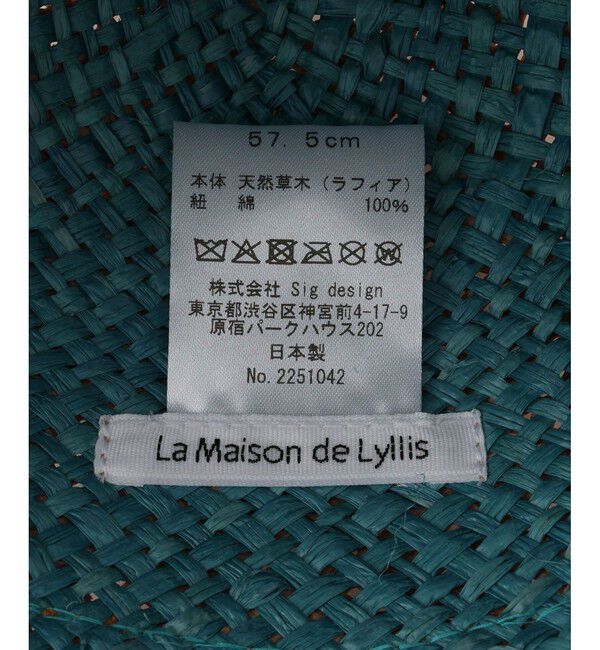 57. 5cm
本体 天然草木（ラフィア）
紐 綿 100%
株式会社 Sig design
東京都渋谷区神宮前4-17-9
原宿パークハウス202
日本製
No. 2251042
La Maison de Lyllis